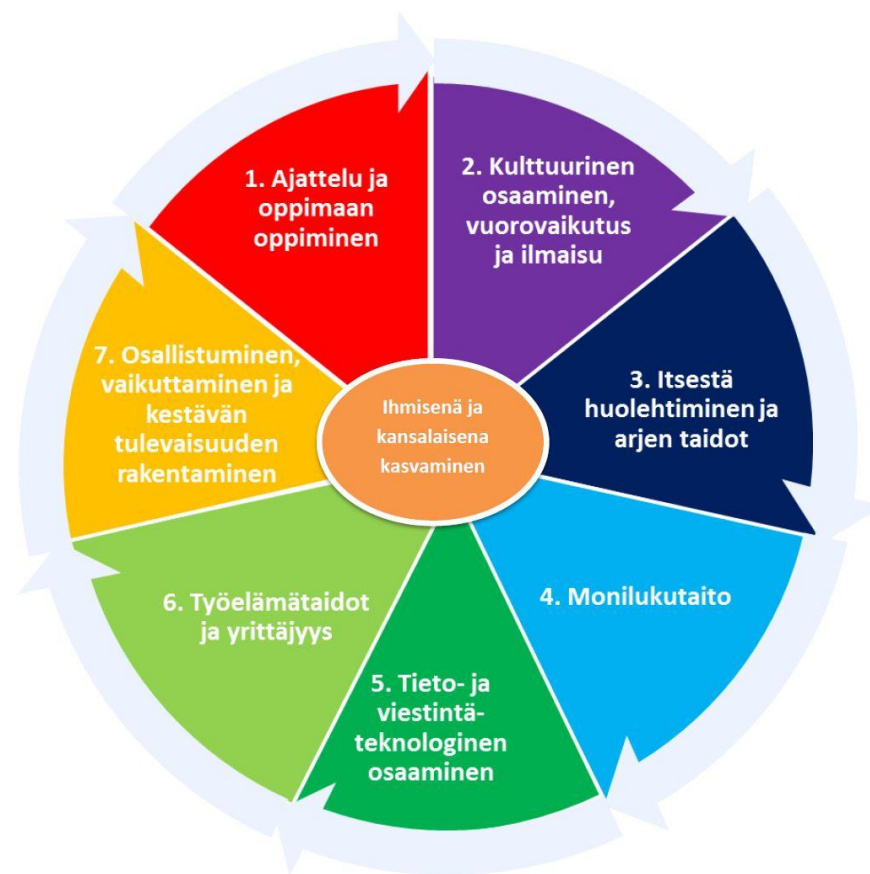 1. Ajattelu ja
oppimaan
oppiminen
2. Kulttuurinen
osaaminen,
vuorovaikutus
ja ilmaisu
3. Itsestä
huolehtiminen ja
arjen taidot
4. Monilukutaito
5. Tieto- ja
viestintä-
teknologinen
osaaminen
6. Työelämätaidot
ja yrittäjyys
7. Osallistuminen,
vaikuttaminen ja
kestävän
tulevaisuuden
rakentaminen
Ihmisenä ja
kansalaisena
kasvaminen